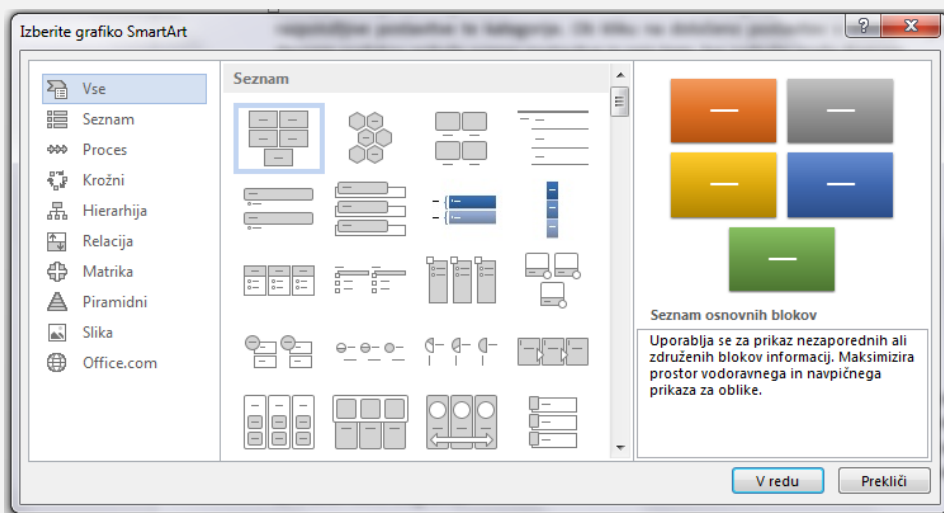 Izberite grafiko SmartArt
Vse
Seznam
Proces
Krožni
Hierarhija
Relacija
Matrika
Piramidni
Slika
Office.com
Seznam
Seznam osnovnih blokov
Uporablja se za prikaz nezaporednih ali
združenih blokov informacij. Maksimizira
prostor vodoravnega in navpičnega
prikaza za oblike.
V redu
Prekliči